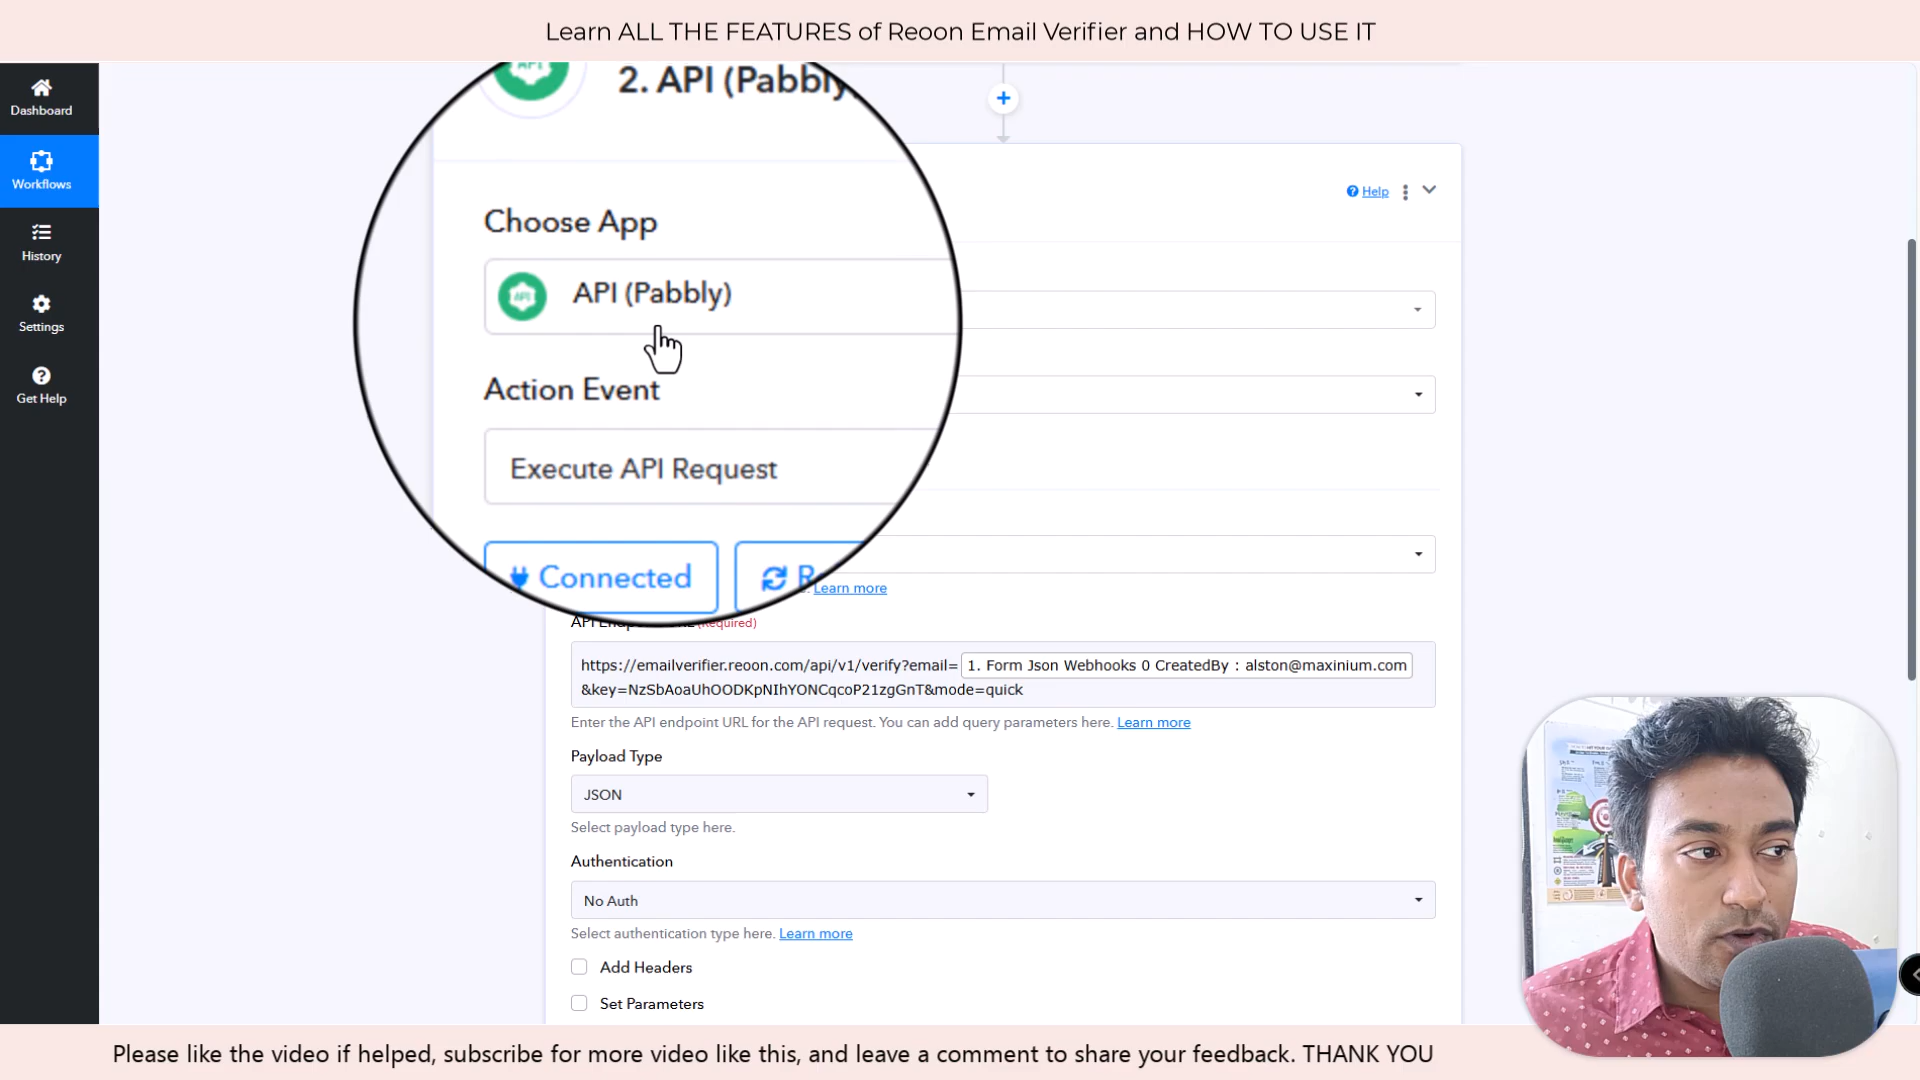 Learn ALL THE FEATURES of Reoon Email Verifier and HOW TO USE IT
Dashboard
Workflows
History
Settings
Get Help
API
2. API (Pabbly
Help
Choose App
API (Pabbly)
Action Event
Execute API Request
Connected
Learn more
(Required)
https://emailverifier.reoon.com/api/v1/verify?email= 1. Form Json Webhooks 0 CreatedBy : alston@maxinium.com
&key=NzSbAoaUhOODKpNIhYONCqcoP21zgGnT&mode=quick
Enter the API endpoint URL for the API request. You can add query parameters here. Learn more
Payload Type
JSON
Select payload type here.
Authentication
No Auth
Select authentication type here. Learn more
Add Headers
Set Parameters
Please like the video if helped, subscribe for more video like this, and leave a comment to share your feedback. THANK YOU